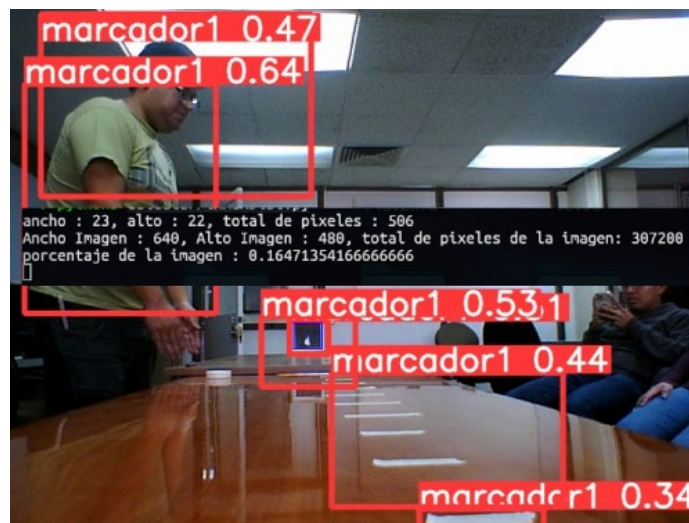 marcador1 0.47
marcador1 0.64
ancho : 23, alto : 22, total de pixeles : 506
Ancho Imagen : 640, Alto Imagen : 480, total de pixeles de la imagen: 307200
porcentaje de la imagen : 0.16471354166666666
marcador1 0.53
marcador1 0.44
r1 0.34